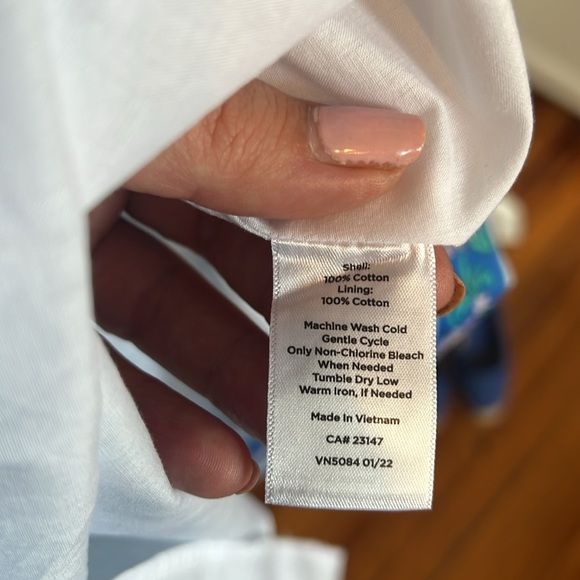 Shell:
100% Cotton
Lining:
100% Cotton
Machine Wash Cold
Gentle Cycle
Only Non-Chlorine Bleach
When Needed
Tumble Dry Low
Warm Iron, if Needed
Made In Vietnam
CA# 23147
VN5084 01/22